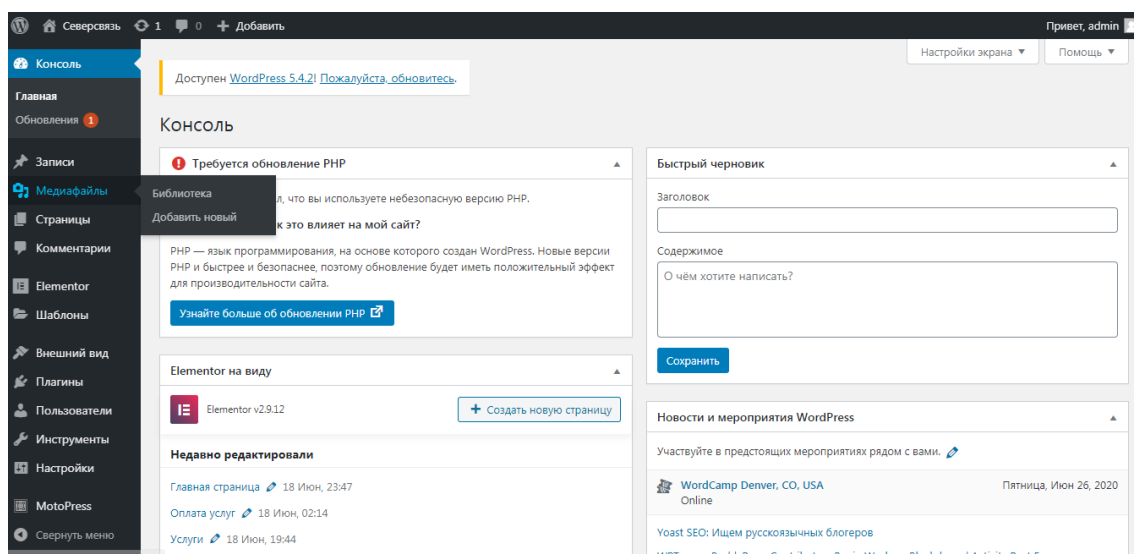 Северсвязь 1 0 + Добавить Привет, admin
Настройки экрана ▼ Помощь ▼
Консоль
Главная
Обновления 1
Записи
Медиафайлы
Страницы
Комментарии
Elementor
Шаблоны
Внешний вид
Плагины
Пользователи
Инструменты
Настройки
MotoPress
Свернуть меню
Библиотека
Добавить новый
Доступен WordPress 5.4.2! Пожалуйста, обновитесь.
Консоль
Требуется обновление PHP
что вы используете небезопасную версию PHP.
это влияет на мой сайт?
PHP — язык программирования, на основе которого создан WordPress. Новые версии
PHP и быстрее и безопаснее, поэтому обновление будет иметь положительный эффект
для производительности сайта.
Узнайте больше об обновлении PHP
Elementor на виду
Elementor v2.9.12
+ Создать новую страницу
Недавно редактировали
Главная страница 18 Июн, 23:47
Оплата услуг 18 Июн, 02:14
Услуги 18 Июн, 19:44
Быстрый черновик
Заголовок
Содержимое
О чём хотите написать?
Сохранить
Новости и мероприятия WordPress
Участвуйте в предстоящих мероприятиях рядом с вами.
WordCamp Denver, CO, USA Пятница, Июн 26, 2020
Online
Yoast SEO: Ищем русскоязычных блогеров